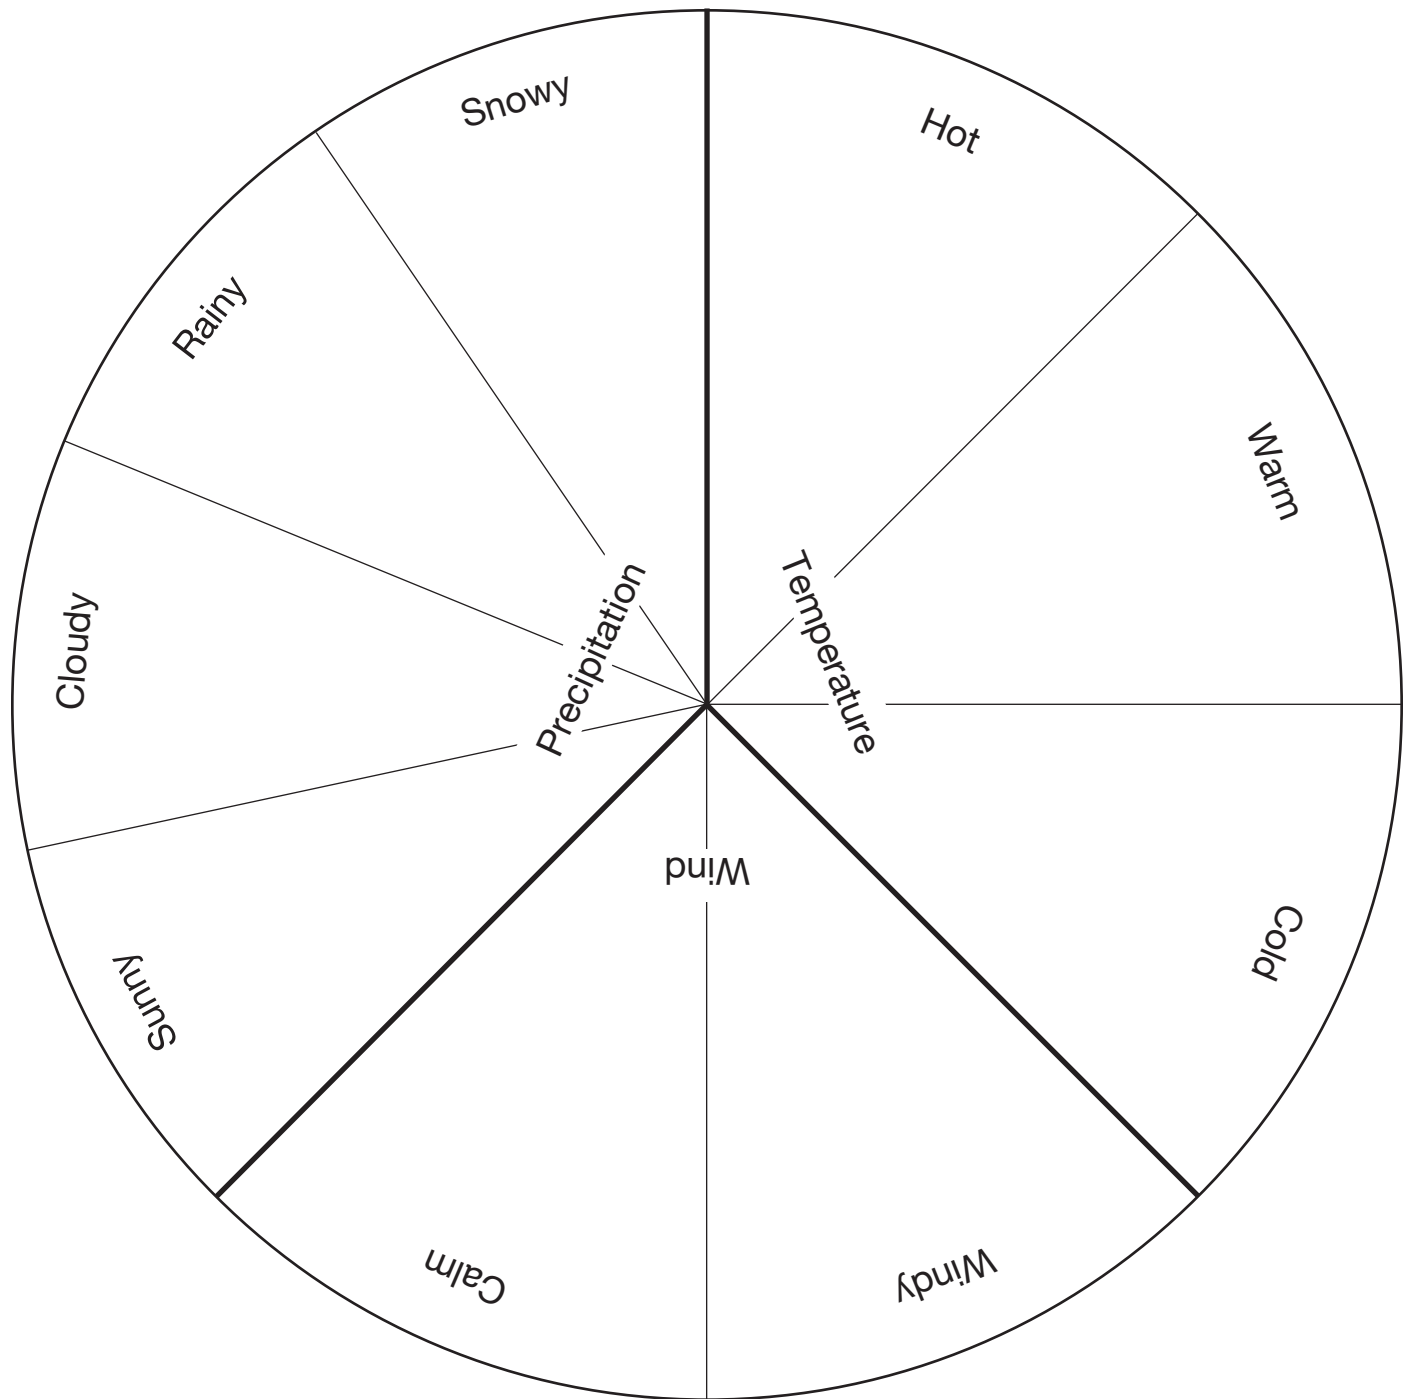 Snowy
Hot
Rainy
Warm
Cloudy
Precipitation
Temperature
Wind
Sunny
Cold
Calm
Windy